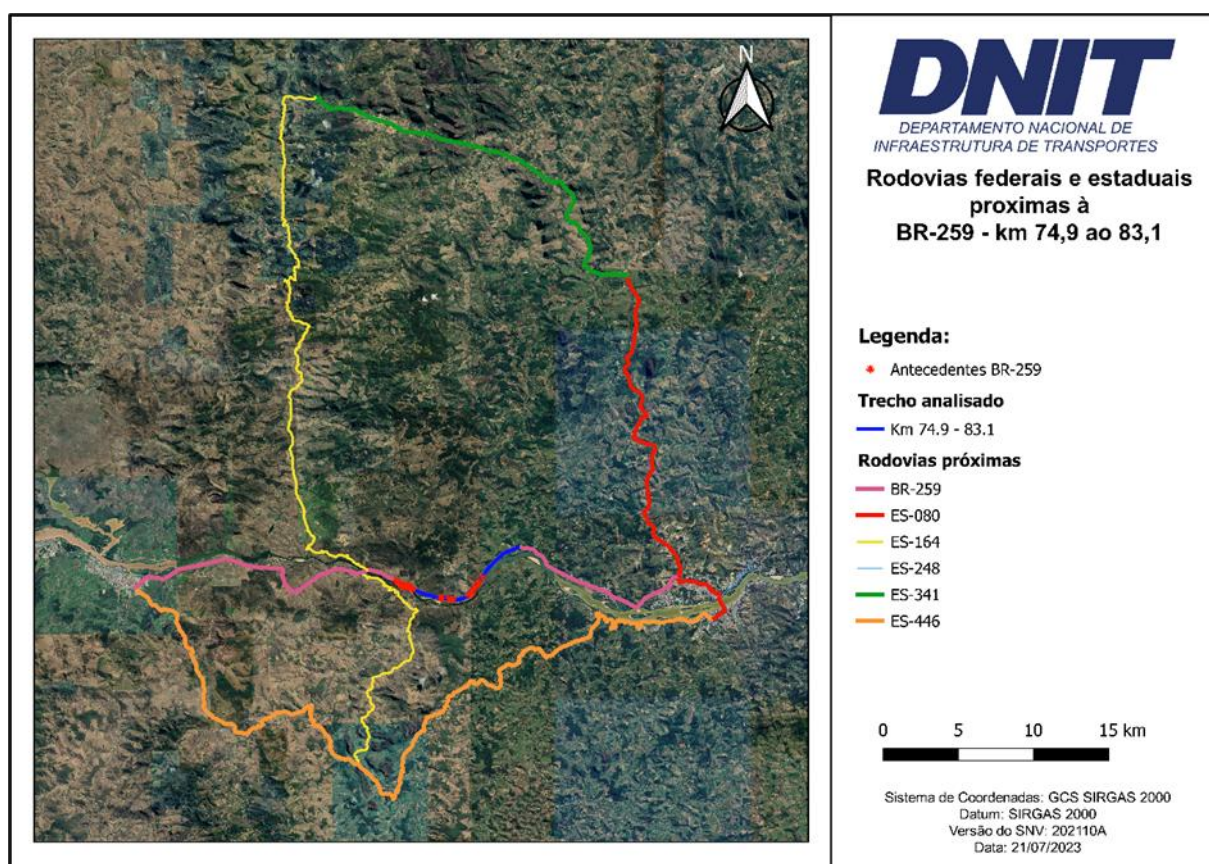 N
DNIT
DEPARTAMENTO NACIONAL DE
INFRAESTRUTURA DE TRANSPORTES
Rodovias federais e estaduais
proximas à
BR-259 - km 74,9 ao 83,1
Legenda:
Antecedentes BR-259
Trecho analisado
Km 74.9 - 83.1
Rodovias próximas
BR-259
ES-080
ES-164
ES-248
ES-341
ES-446
0 5 10 15 km
Sistema de Coordenadas: GCS SIRGAS 2000
Datum: SIRGAS 2000
Versão do SNV: 202110A
Data: 21/07/2023